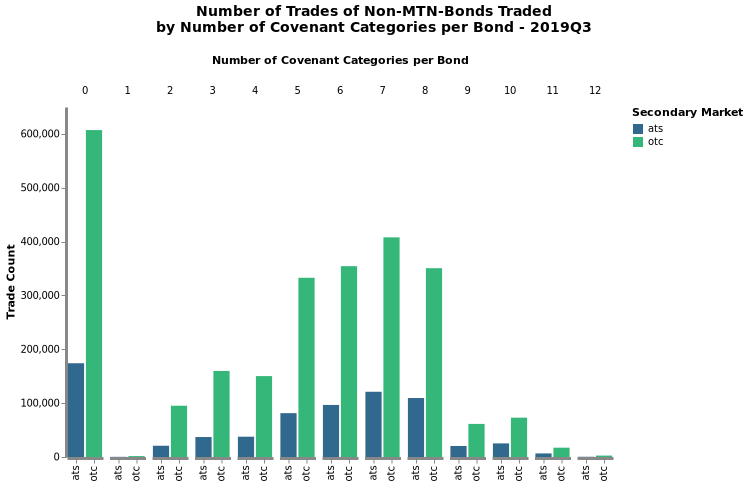 Number of Trades of Non-MTN-Bonds Traded
by Number of Covenant Categories per Bond - 2019Q3
Number of Covenant Categories per Bond
0 1 2 3 4 5 6 7 8 9 10 11 12
Secondary Market
ats
otc
Trade Count
600,000
500,000
400,000
300,000
200,000
100,000
0
ats otc ats otc ats otc ats otc ats otc ats otc ats otc ats otc ats otc ats otc ats otc ats otc ats otc